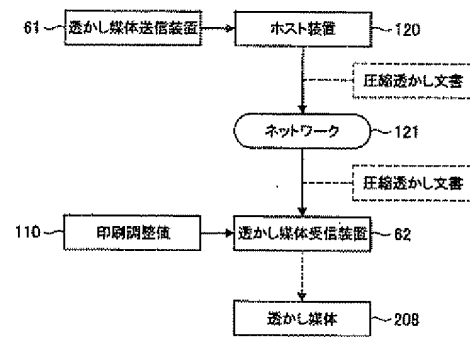 61 透かし媒体送信装置 ホスト装置 120
圧縮透かし文書
ネットワーク 121
圧縮透かし文書
110 印刷調整値 透かし媒体受信装置 62
透かし媒体 208